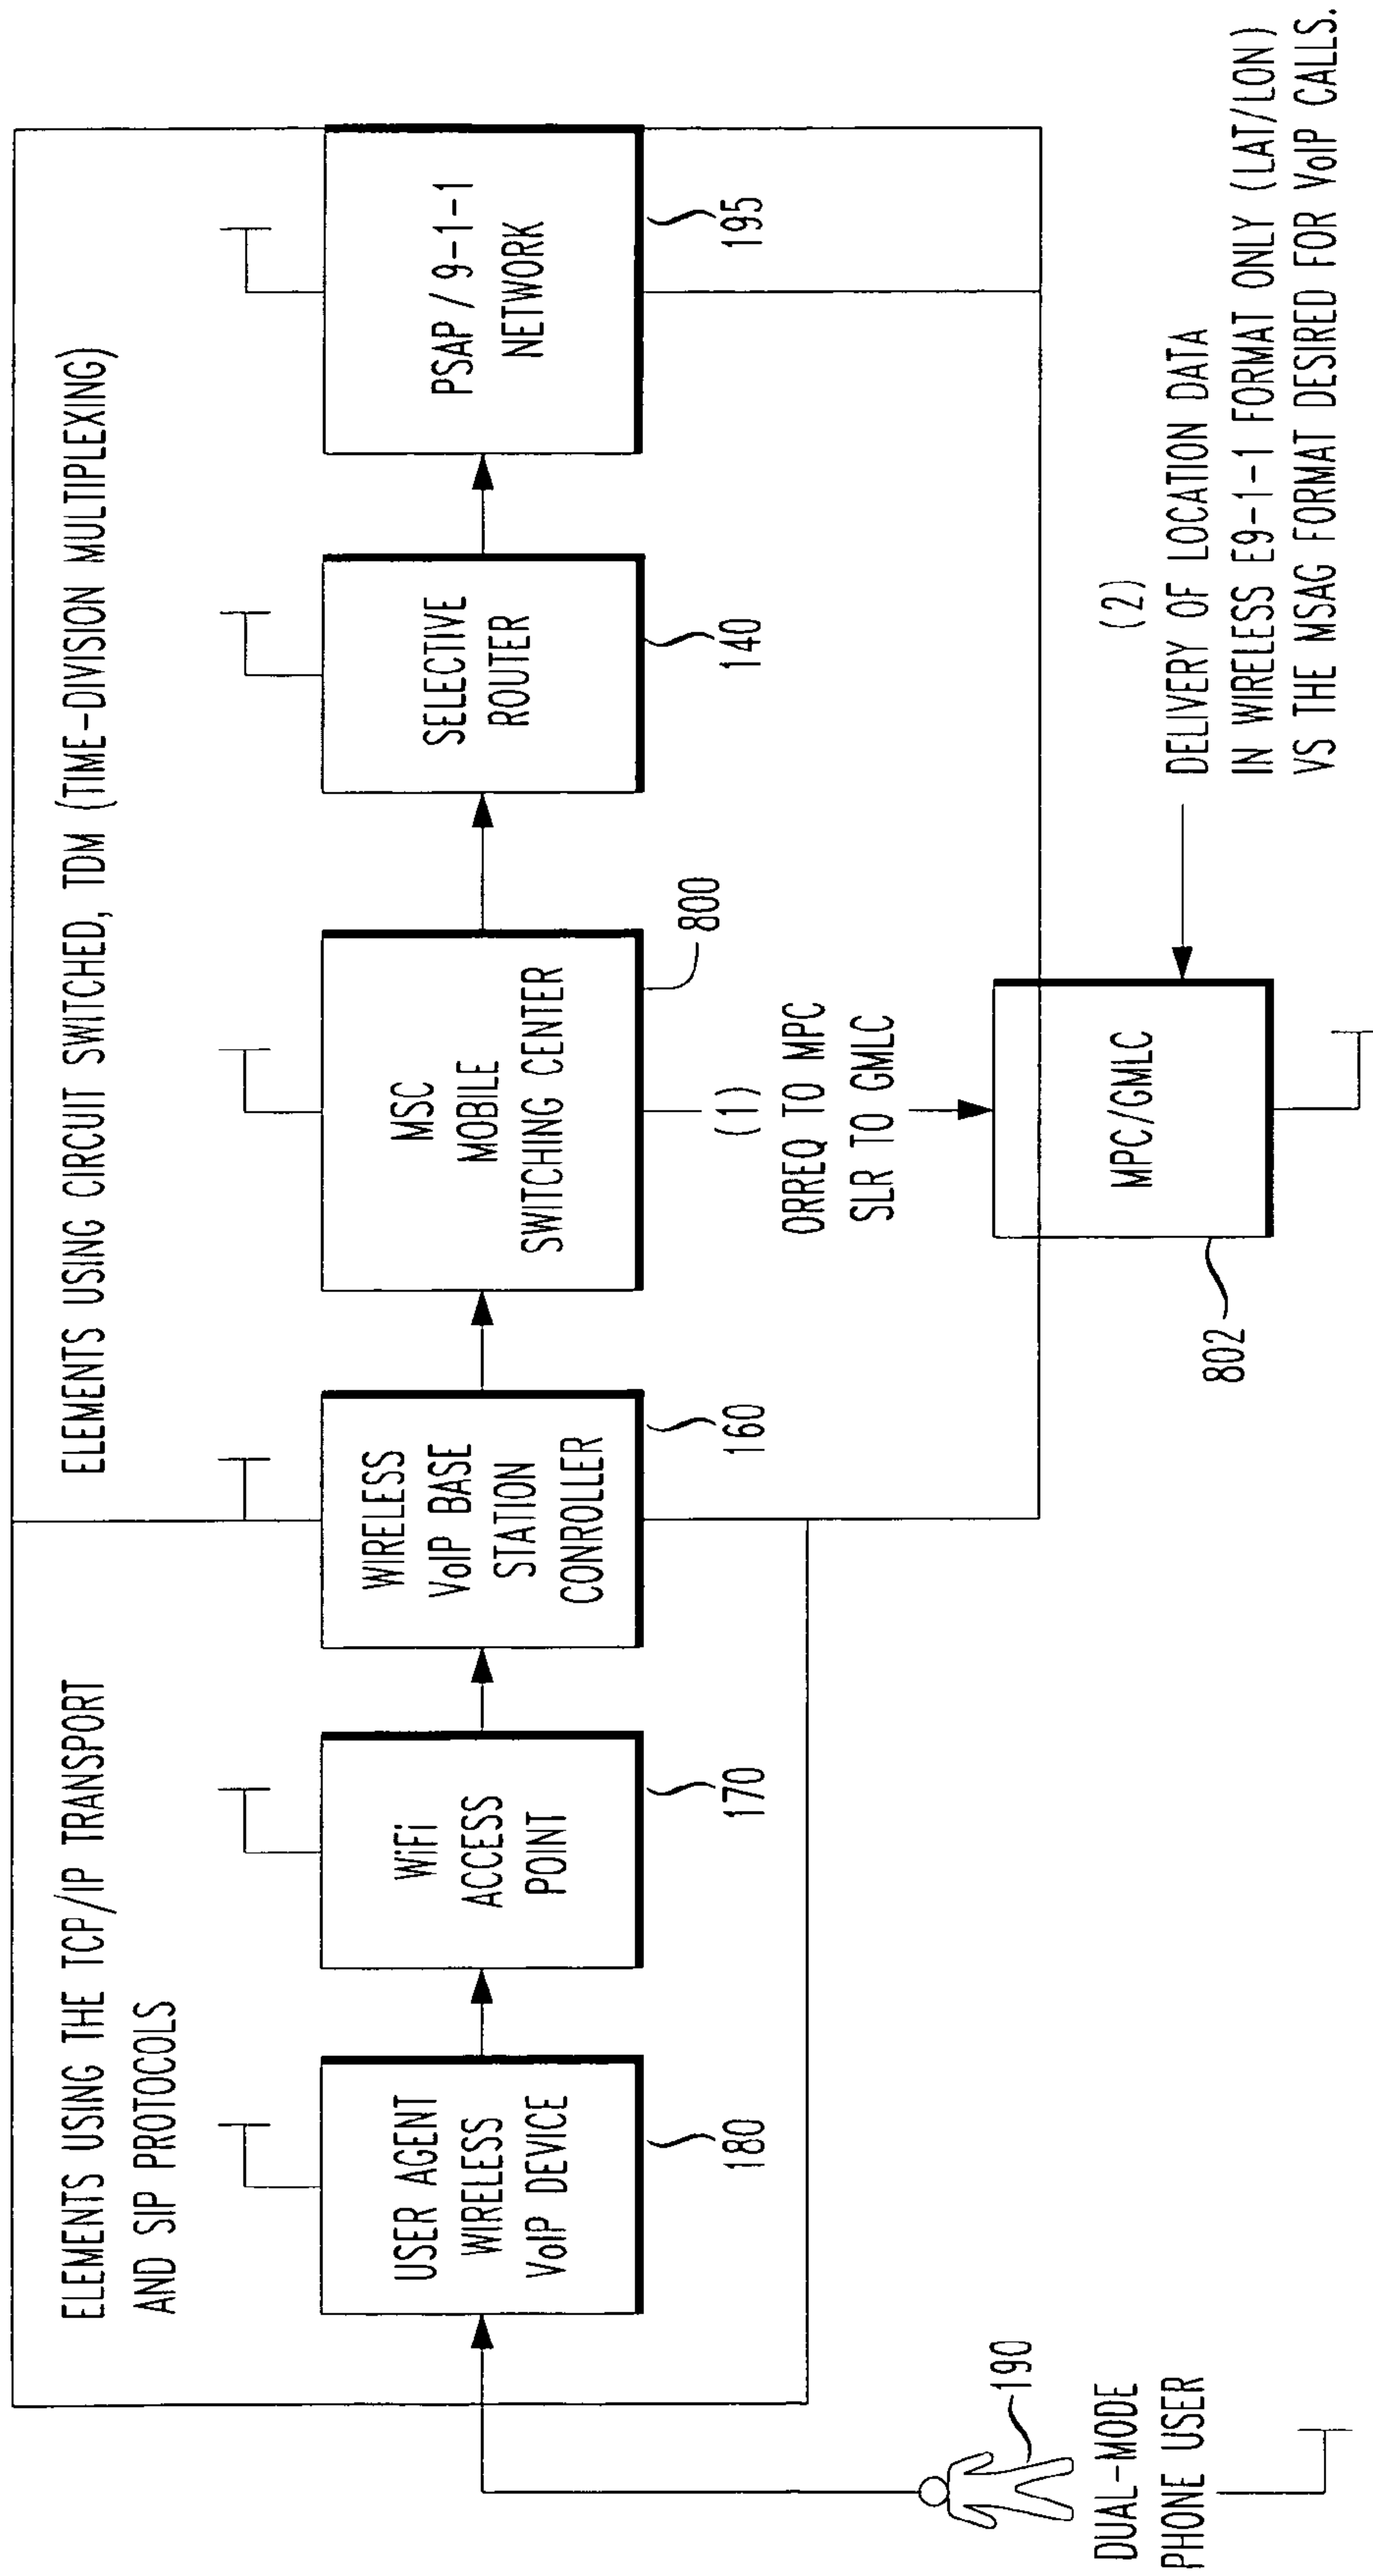 ELEMENTS USING THE TCP/IP TRANSPORT
AND SIP PROTOCOLS
ELEMENTS USING CIRCUIT SWITCHED, TDM (TIME-DIVISION MULTIPLEXING)
USER AGENT
WIRELESS
VoIP DEVICE
180
WiFi
ACCESS
POINT
170
WIRELESS
VoIP BASE
STATION
CONROLLER
160
MSC
MOBILE
SWITCHING CENTER
800
SELECTIVE
ROUTER
140
PSAP / 9-1-1
NETWORK
195
(1)
ORREQ TO MPC
SLR TO GMLC
MPC/GMLC
802
(2)
DELIVERY OF LOCATION DATA
IN WIRELESS E9-1-1 FORMAT ONLY (LAT/LON)
VS THE MSAG FORMAT DESIRED FOR VoIP CALLS.
190
DUAL-MODE
PHONE USER